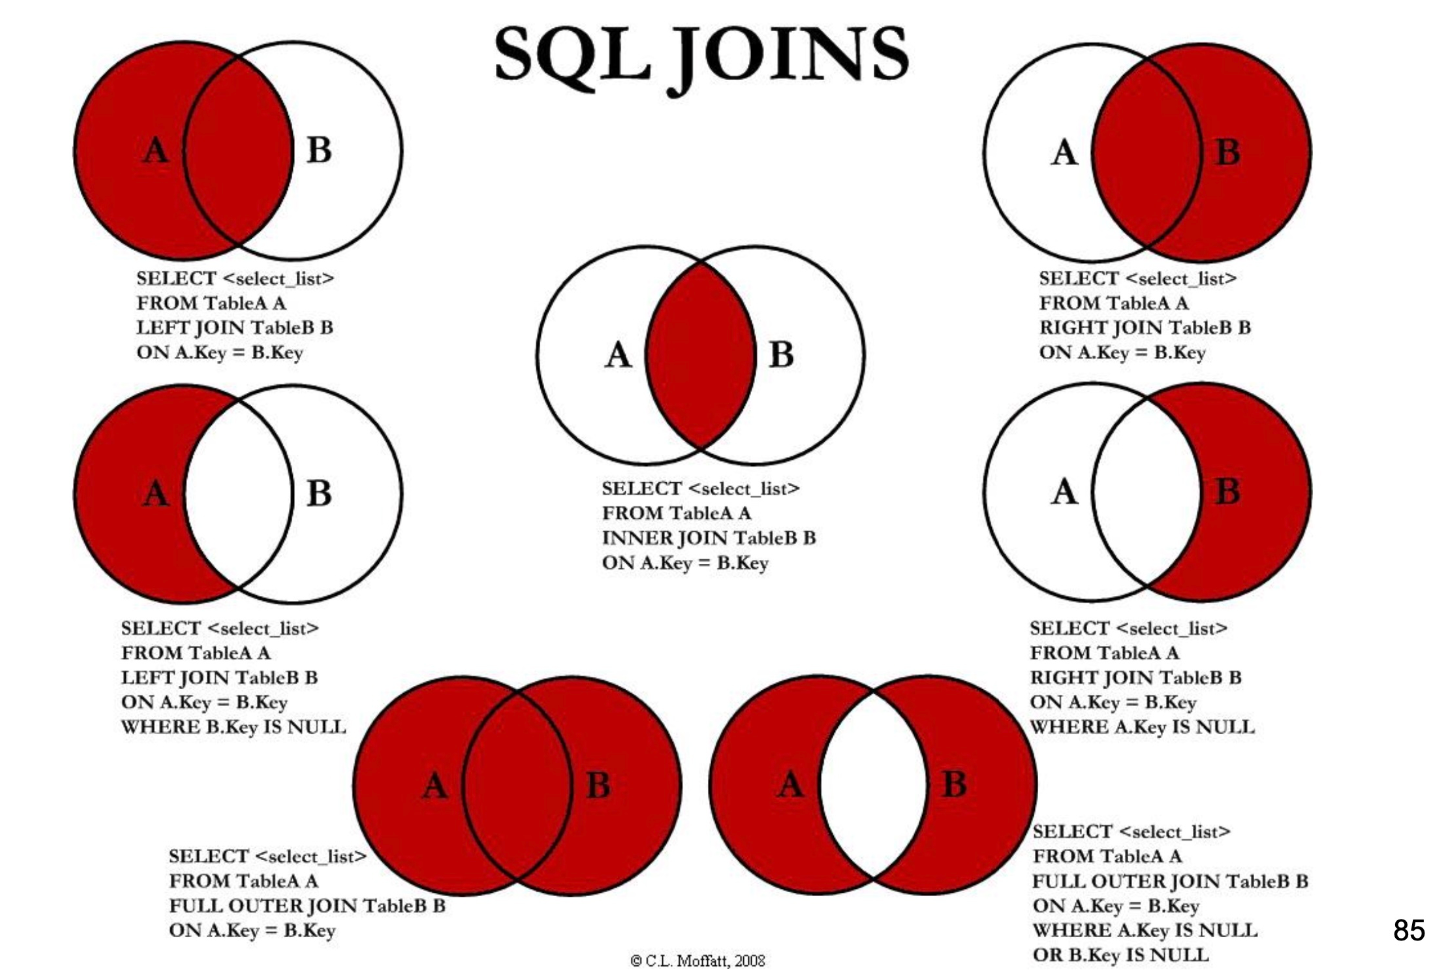 SQL JOINS
A
B
SELECT <select_list>
FROM TableA A
LEFT JOIN TableB B
ON A.Key = B.Key
A
B
SELECT <select_list>
FROM TableA A
RIGHT JOIN TableB B
ON A.Key = B.Key
A
B
SELECT <select_list>
FROM TableA A
INNER JOIN TableB B
ON A.Key = B.Key
A
B
SELECT <select_list>
FROM TableA A
LEFT JOIN TableB B
ON A.Key = B.Key
WHERE B.Key IS NULL
A
B
SELECT <select_list>
FROM TableA A
RIGHT JOIN TableB B
ON A.Key = B.Key
WHERE A.Key IS NULL
A
B
SELECT <select_list>
FROM TableA A
FULL OUTER JOIN TableB B
ON A.Key = B.Key
A
B
SELECT <select_list>
FROM TableA A
FULL OUTER JOIN TableB B
ON A.Key = B.Key
WHERE A.Key IS NULL
OR B.Key IS NULL
85
© C.L. Moffatt, 2008